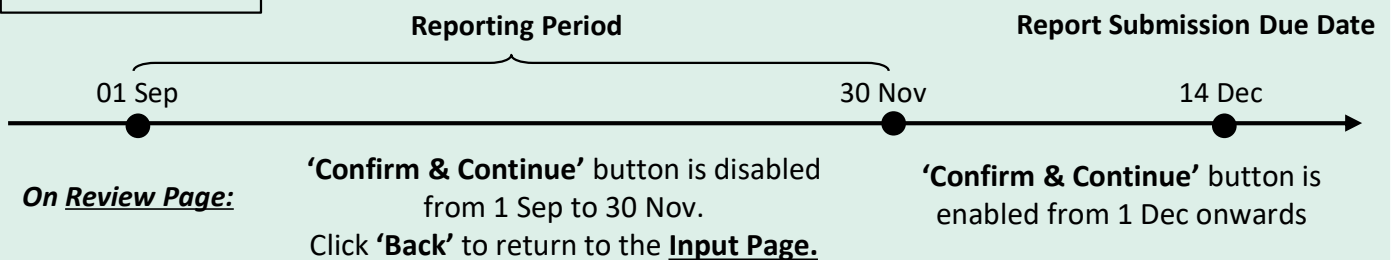 Reporting Period
Report Submission Due Date
01 Sep
30 Nov
14 Dec
On Review Page:
‘Confirm & Continue’ button is disabled
from 1 Sep to 30 Nov.
Click ‘Back’ to return to the Input Page.
‘Confirm & Continue’ button is
enabled from 1 Dec onwards